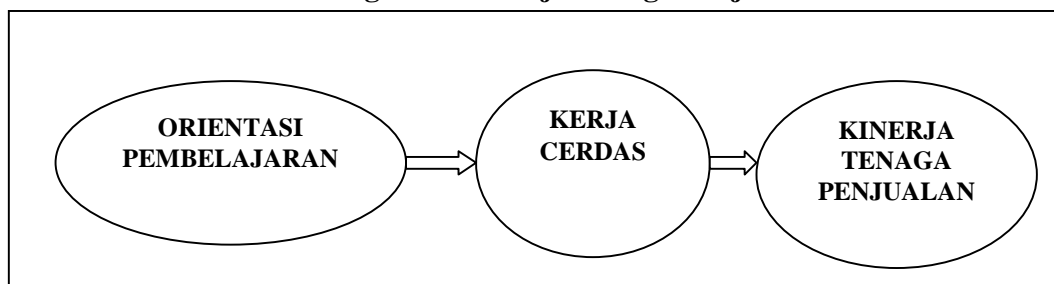 ORIENTASI
PEMBELAJARAN
KERJA
CERDAS
KINERJA
TENAGA
PENJUALAN